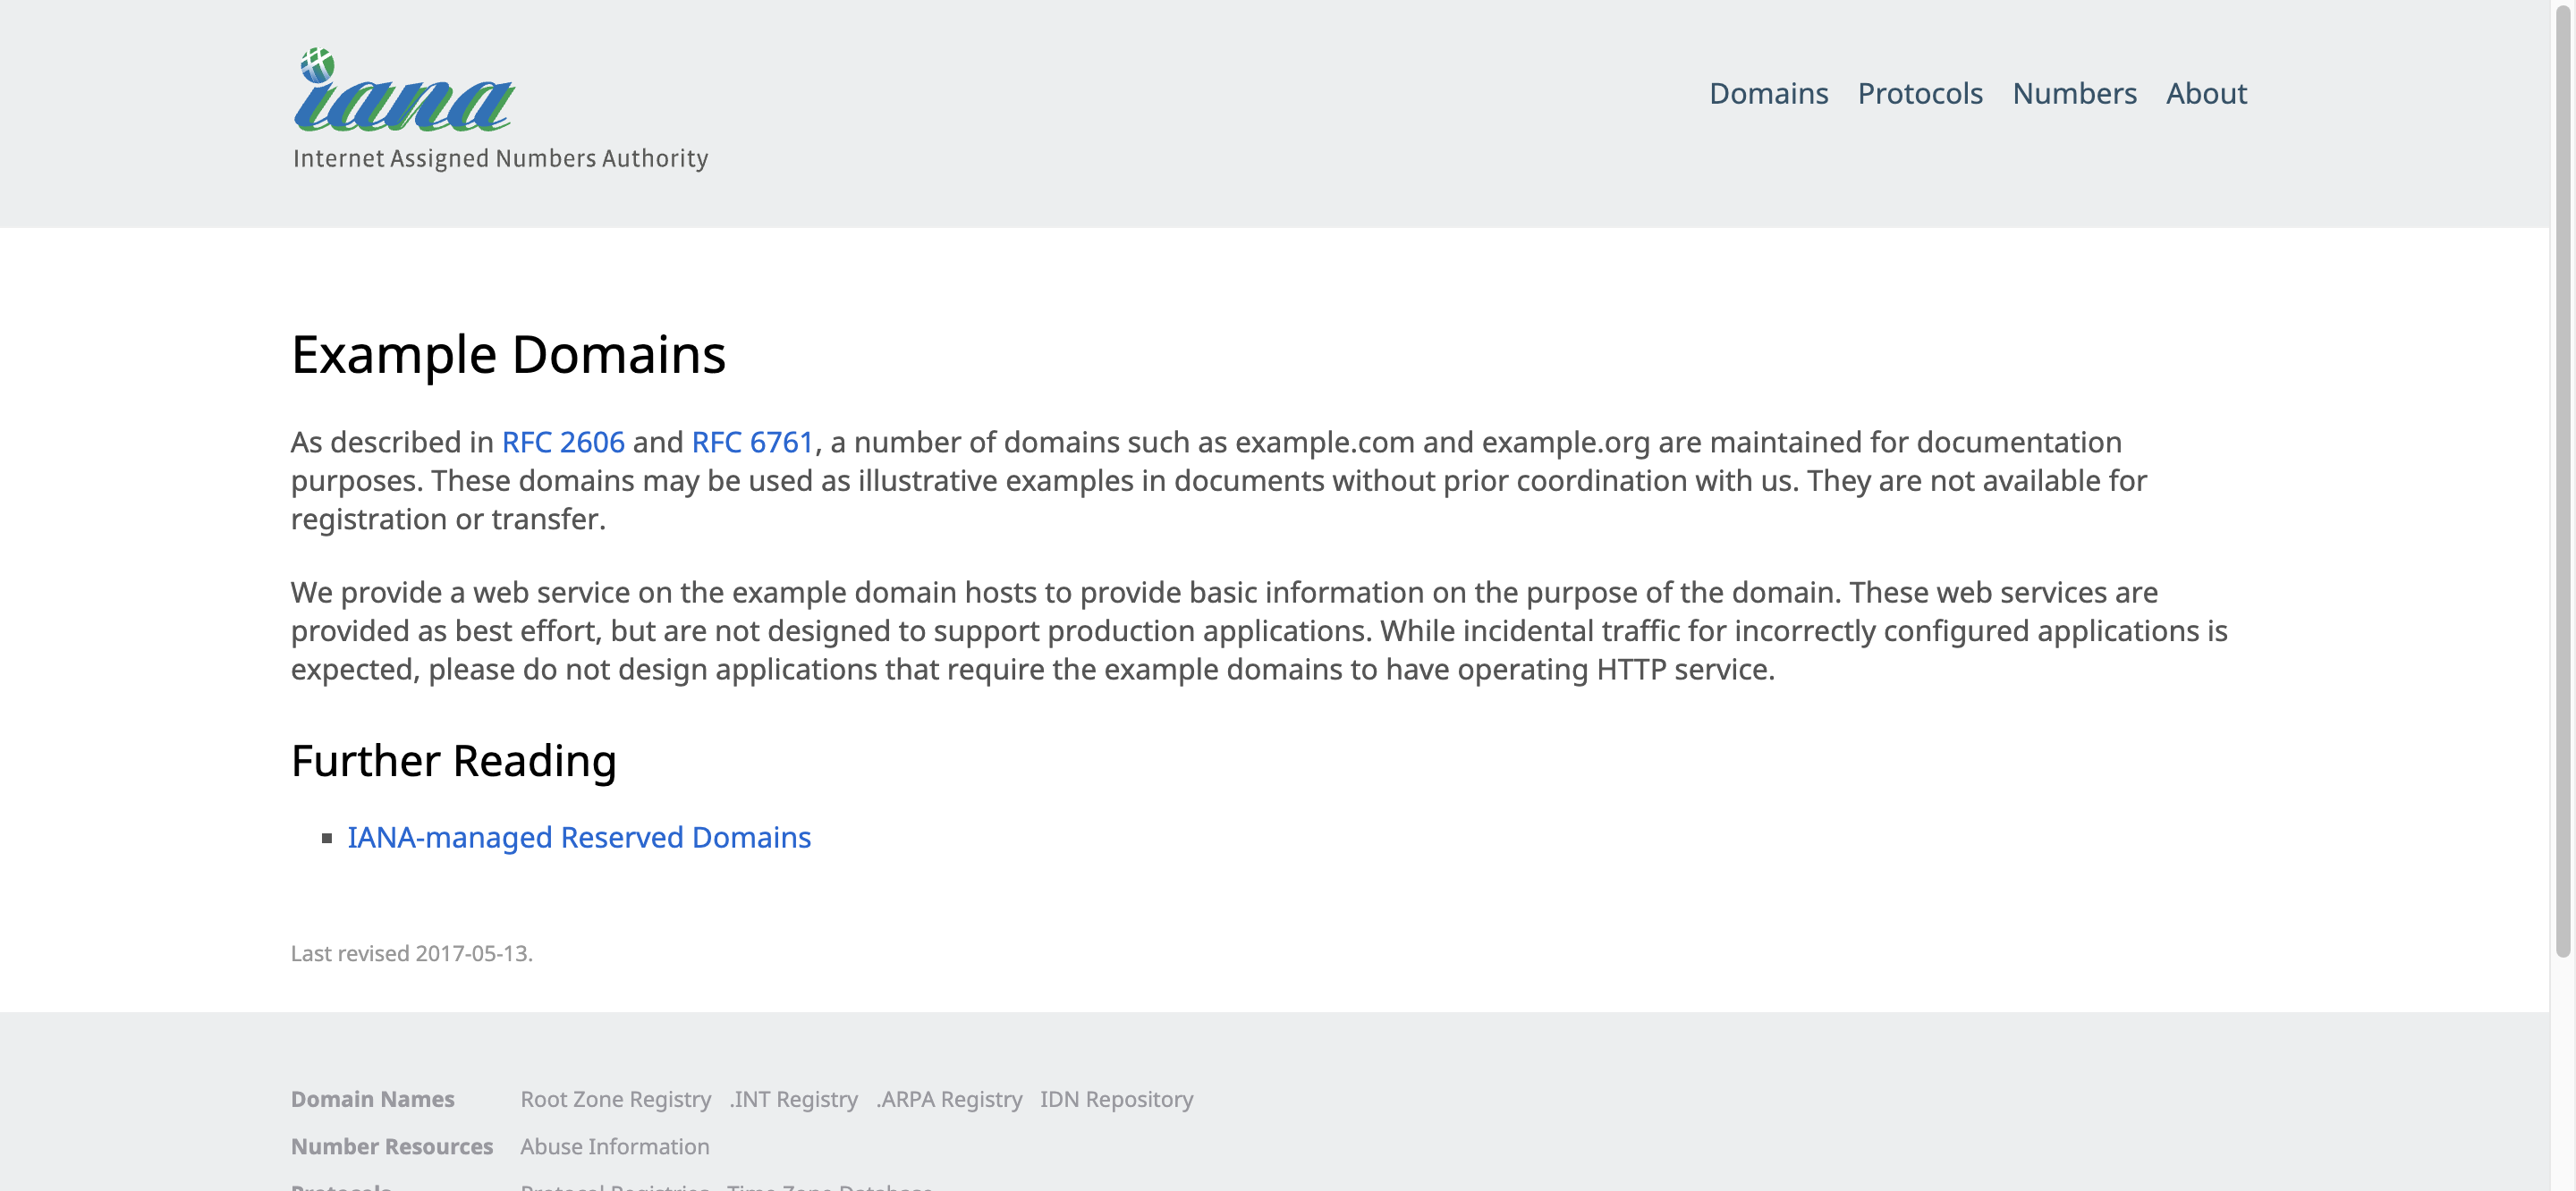 iana
Internet Assigned Numbers Authority
Domains Protocols Numbers About
Example Domains
As described in RFC 2606 and RFC 6761, a number of domains such as example.com and example.org are maintained for documentation
purposes. These domains may be used as illustrative examples in documents without prior coordination with us. They are not available for
registration or transfer.
We provide a web service on the example domain hosts to provide basic information on the purpose of the domain. These web services are
provided as best effort, but are not designed to support production applications. While incidental traffic for incorrectly configured applications is
expected, please do not design applications that require the example domains to have operating HTTP service.
Further Reading
IANA-managed Reserved Domains
Last revised 2017-05-13.
Domain Names Root Zone Registry .INT Registry .ARPA Registry IDN Repository
Number Resources Abuse Information
Protocols Protocol Registries Time Zone Database